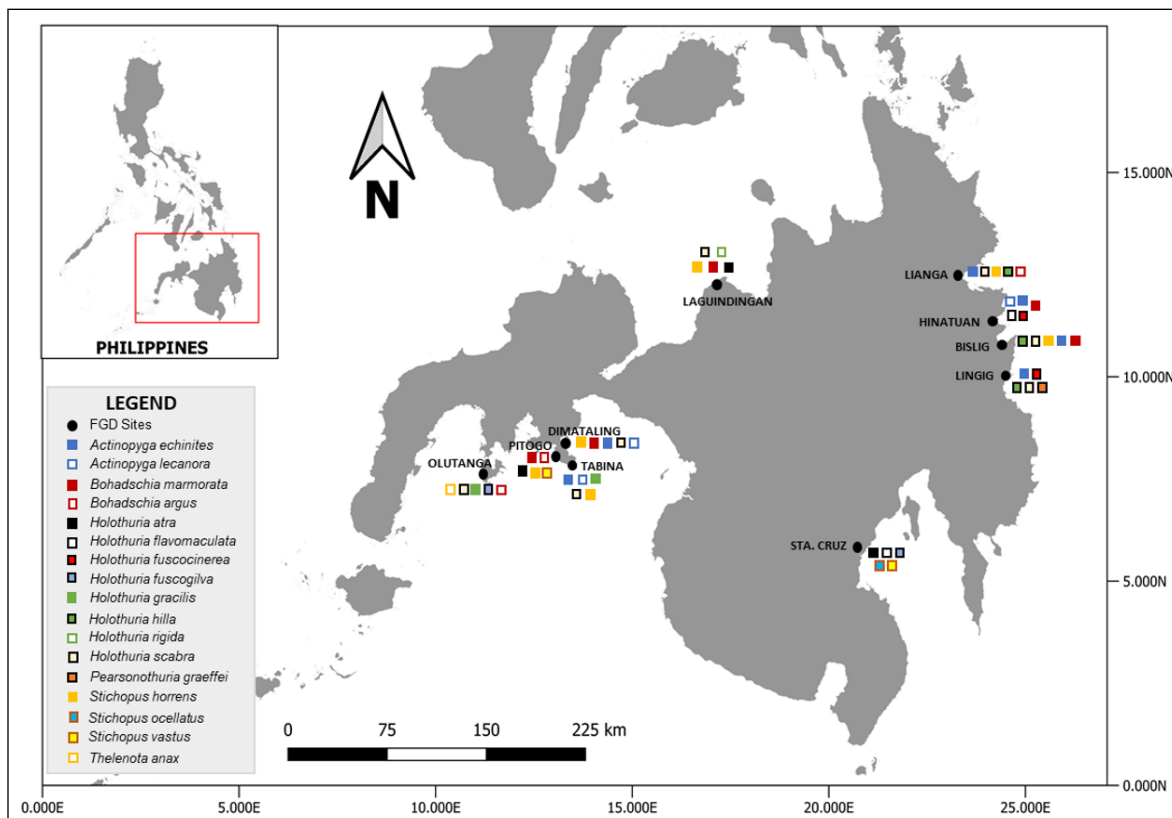 N
PHILIPPINES
LEGEND
FGD Sites
Actinopyga echinites
Actinopyga lecanora
Bohadschia marmorata
Bohadschia argus
Holothuria atra
Holothuria flavomaculata
Holothuria fuscocinerea
Holothuria fuscogilva
Holothuria gracilis
Holothuria hilla
Holothuria rigida
Holothuria scabra
Pearsonothuria graeffei
Stichopus horrens
Stichopus ocellatus
Stichopus vastus
Thelenota anax
LAGUINDINGAN
LIANGA
HINATUAN
BISLIG
LINGIG
DIMATALING
PITOGO
TABINA
OLUTANGA
STA. CRUZ
0 75 150 225 km
15.000N
10.000N
5.000N
0.000N
0.000E 5.000E 10.000E 15.000E 20.000E 25.000E